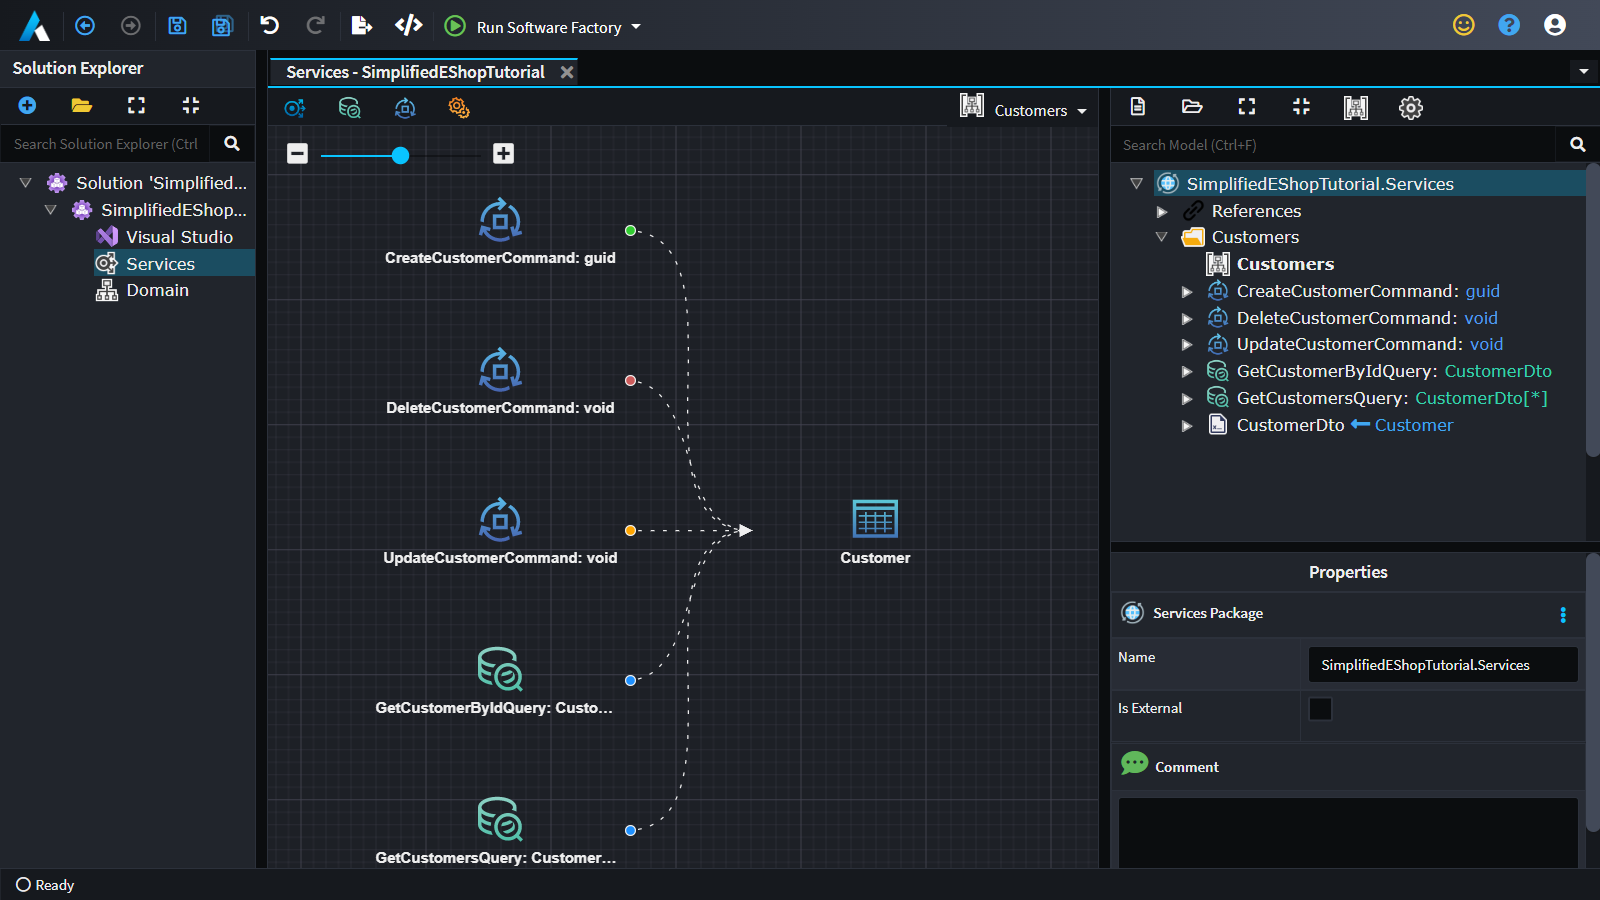 Run Software Factory
Solution Explorer
Search Solution Explorer (Ctrl
Solution 'Simplified...
SimplifiedEShop...
Visual Studio
Services
Domain
Services - SimplifiedEShopTutorial
Customers
CreateCustomerCommand: guid
DeleteCustomerCommand: void
UpdateCustomerCommand: void
Customer
GetCustomerByIdQuery: Custo...
GetCustomersQuery: Customer...
Search Model (Ctrl+F)
SimplifiedEShopTutorial.Services
References
Customers
Customers
CreateCustomerCommand: guid
DeleteCustomerCommand: void
UpdateCustomerCommand: void
GetCustomerByIdQuery: CustomerDto
GetCustomersQuery: CustomerDto[*]
CustomerDto Customer
Properties
Services Package
Name
SimplifiedEShopTutorial.Services
Is External
Comment
Ready